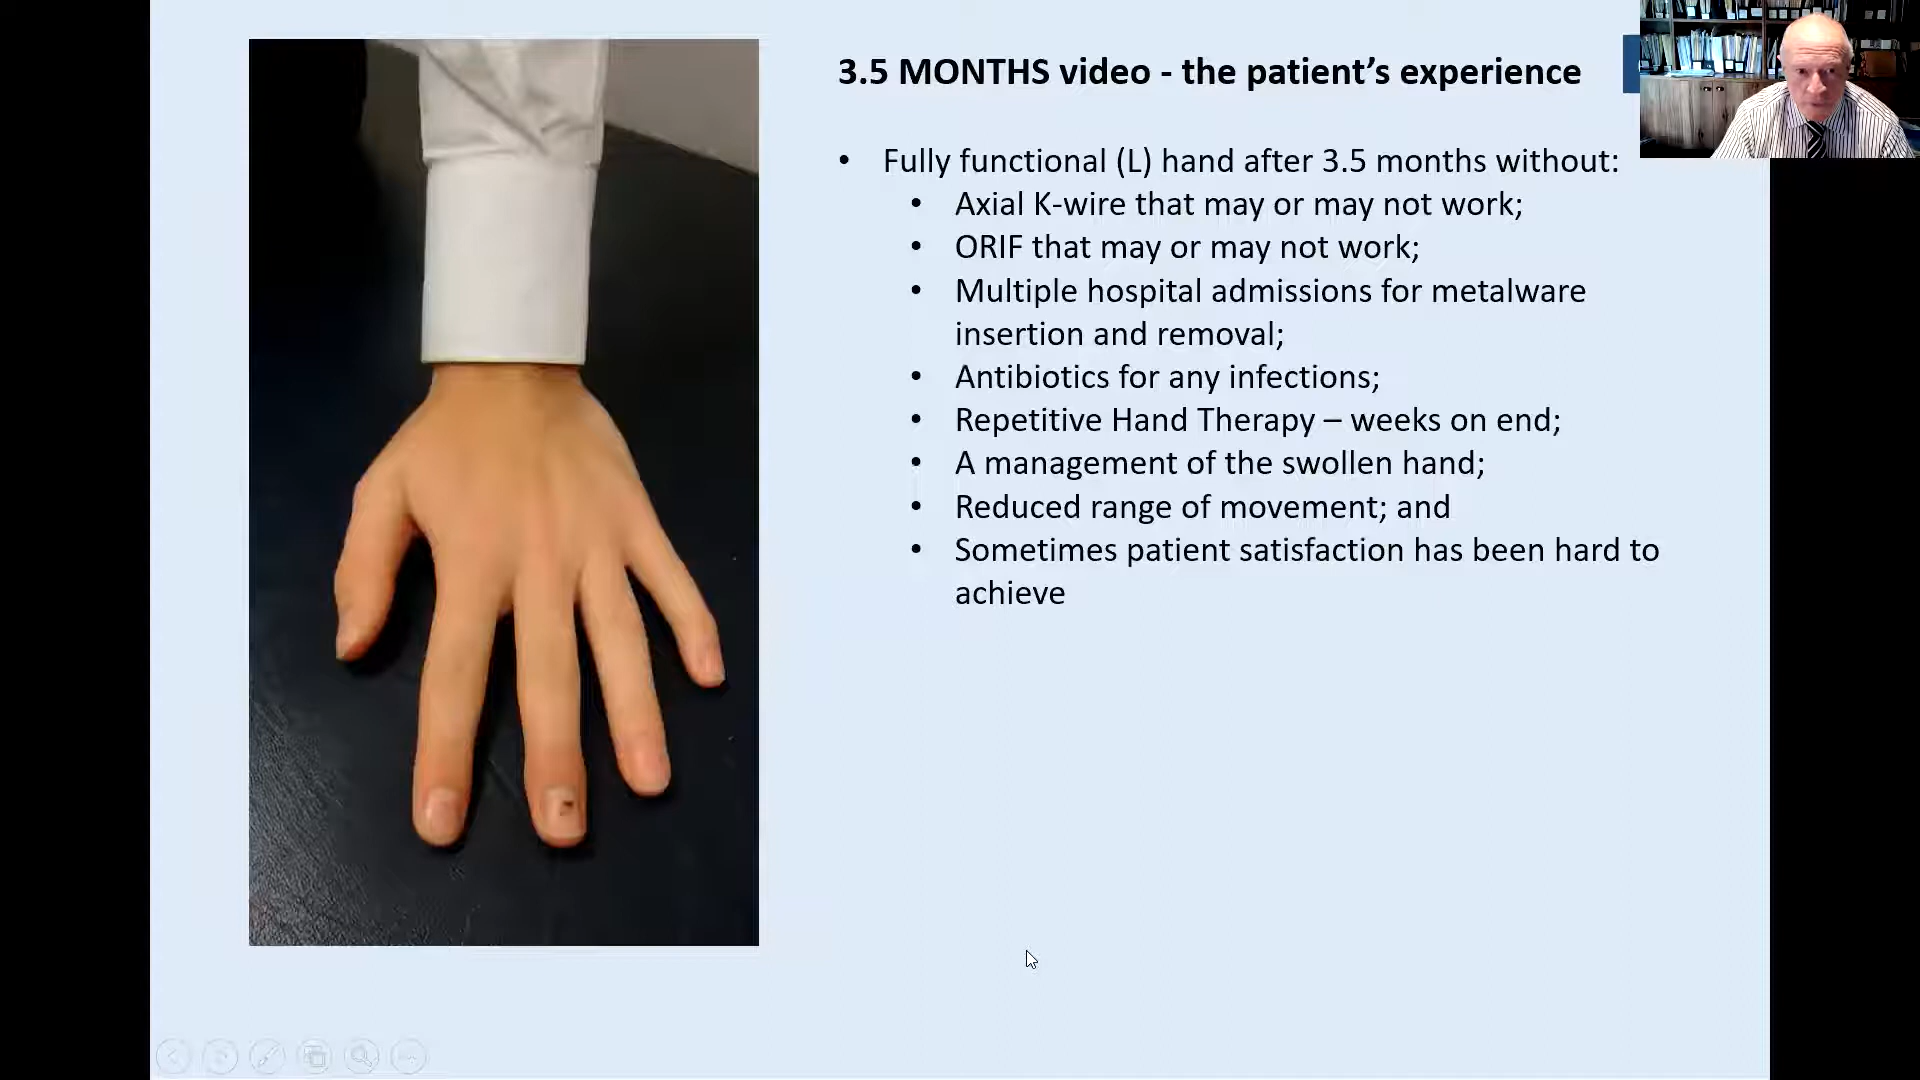 3.5 MONTHS video - the patient’s experience
• Fully functional (L) hand after 3.5 months without:
• Axial K-wire that may or may not work;
• ORIF that may or may not work;
• Multiple hospital admissions for metalware
insertion and removal;
• Antibiotics for any infections;
• Repetitive Hand Therapy – weeks on end;
• A management of the swollen hand;
• Reduced range of movement; and
• Sometimes patient satisfaction has been hard to
achieve